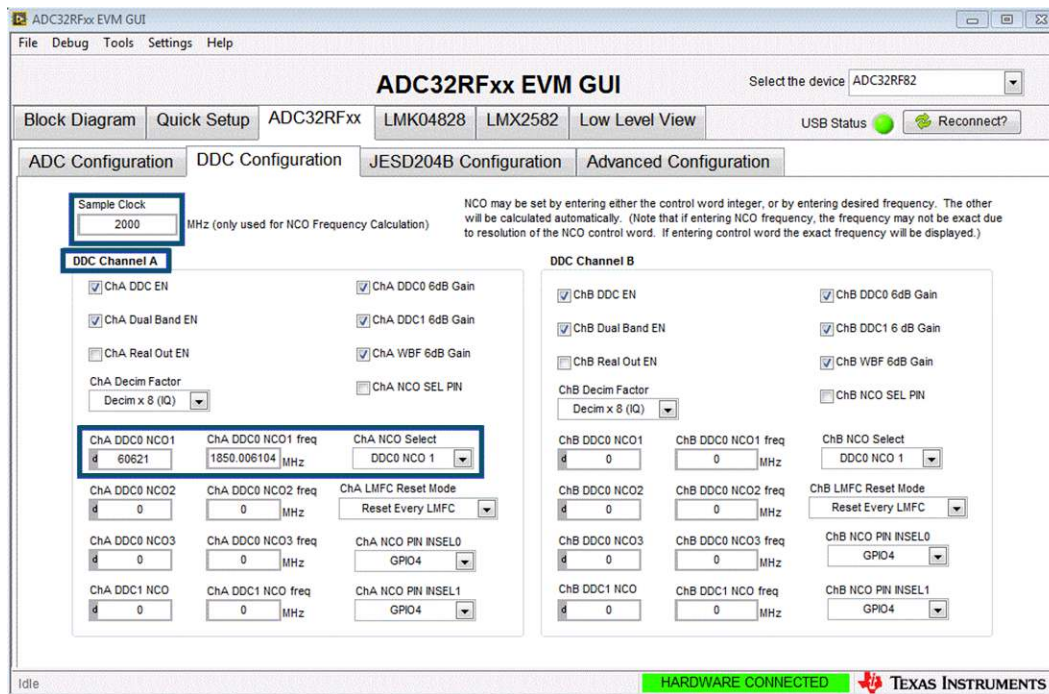 ADC32RFxx EVM GUI
File Debug Tools Settings Help
ADC32RFxx EVM GUI
Select the device ADC32RF82
Block Diagram Quick Setup ADC32RFxx LMK04828 LMX2582 Low Level View
USB Status Reconnect?
ADC Configuration DDC Configuration JESD204B Configuration Advanced Configuration
Sample Clock
2000
MHz (only used for NCO Frequency Calculation)
NCO may be set by entering either the control word integer, or by entering desired frequency. The other
will be calculated automatically. (Note that if entering NCO frequency, the frequency may not be exact due
to resolution of the NCO control word. If entering control word the exact frequency will be displayed.)
DDC Channel A
ChA DDC EN ChA DDC0 6dB Gain
ChA Dual Band EN ChA DDC1 6dB Gain
ChA Real Out EN ChA WBF 6dB Gain
ChA Decim Factor ChA NCO SEL PIN
Decim x 8 (IQ)
ChA DDC0 NCO1 ChA DDC0 NCO1 freq ChA NCO Select
d 60621 1850.006104 MHz DDC0 NCO 1
ChA DDC0 NCO2 ChA DDC0 NCO2 freq ChA LMFC Reset Mode
d 0 0 MHz Reset Every LMFC
ChA DDC0 NCO3 ChA DDC0 NCO3 freq ChA NCO PIN INSEL0
d 0 0 MHz GPIO4
ChA DDC1 NCO ChA DDC1 NCO freq ChA NCO PIN INSEL1
d 0 0 MHz GPIO4
DDC Channel B
ChB DDC EN ChB DDC0 6dB Gain
ChB Dual Band EN ChB DDC1 6 dB Gain
ChB Real Out EN ChB WBF 6dB Gain
ChB Decim Factor ChB NCO SEL PIN
Decim x 8 (IQ)
ChB DDC0 NCO1 ChB DDC0 NCO1 freq ChB NCO Select
d 0 0 MHz DDC0 NCO 1
ChB DDC0 NCO2 ChB DDC0 NCO2 freq ChB LMFC Reset Mode
d 0 0 MHz Reset Every LMFC
ChB DDC0 NCO3 ChB DDC0 NCO3 freq ChB NCO PIN INSEL0
d 0 0 MHz GPIO4
ChB DDC1 NCO ChB DDC1 NCO freq ChB NCO PIN INSEL1
d 0 0 MHz GPIO4
Idle HARDWARE CONNECTED TEXAS INSTRUMENTS